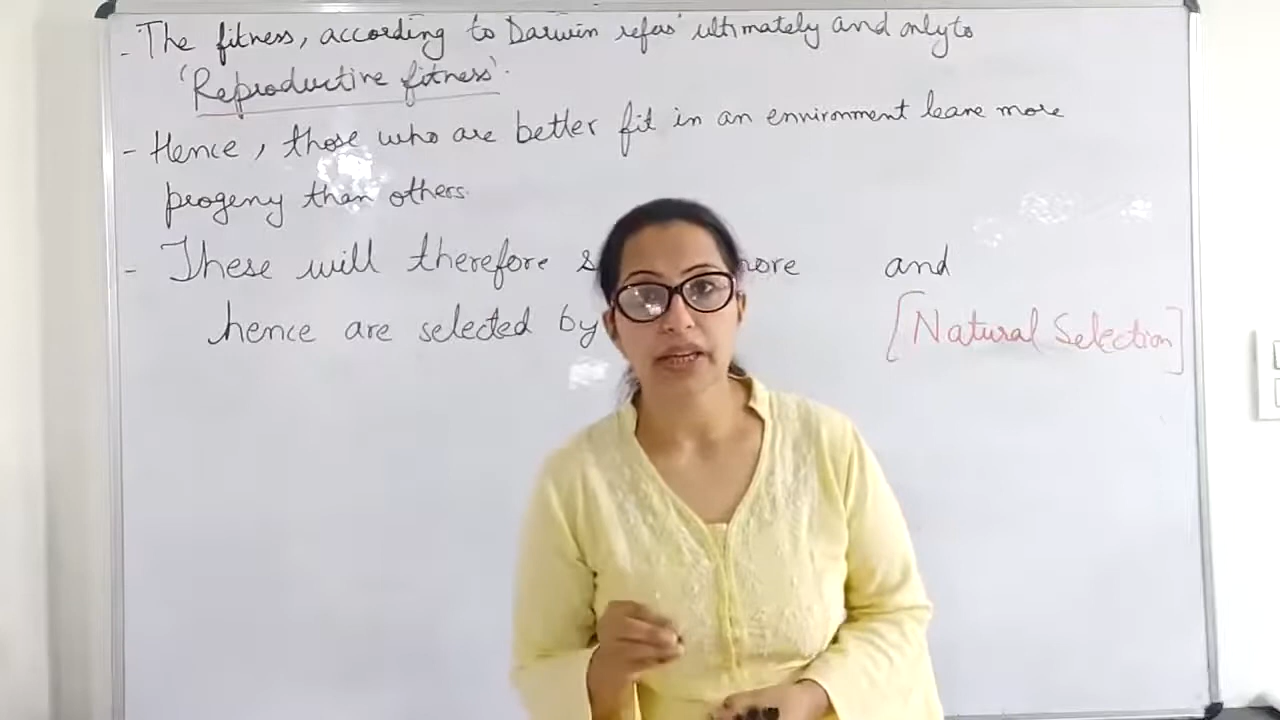 - The fitness, according to Darwin refers ultimately and only to
'Reproductive fitness'.
- Hence, those who are better fit in an environment leave more
progeny than others.
- These will therefore more and
hence are selected by [Natural Selection]